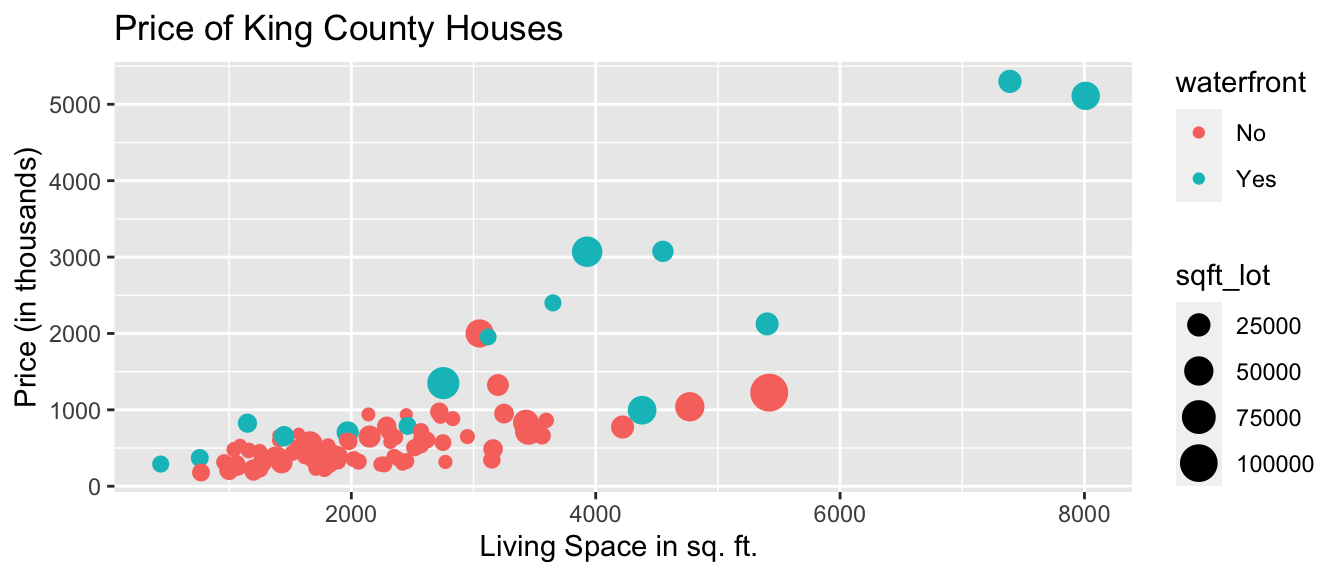 Price of King County Houses
Price (in thousands)
5000
4000
3000
2000
1000
0
2000
4000
6000
8000
Living Space in sq. ft.
waterfront
No
Yes
sqft_lot
25000
50000
75000
100000